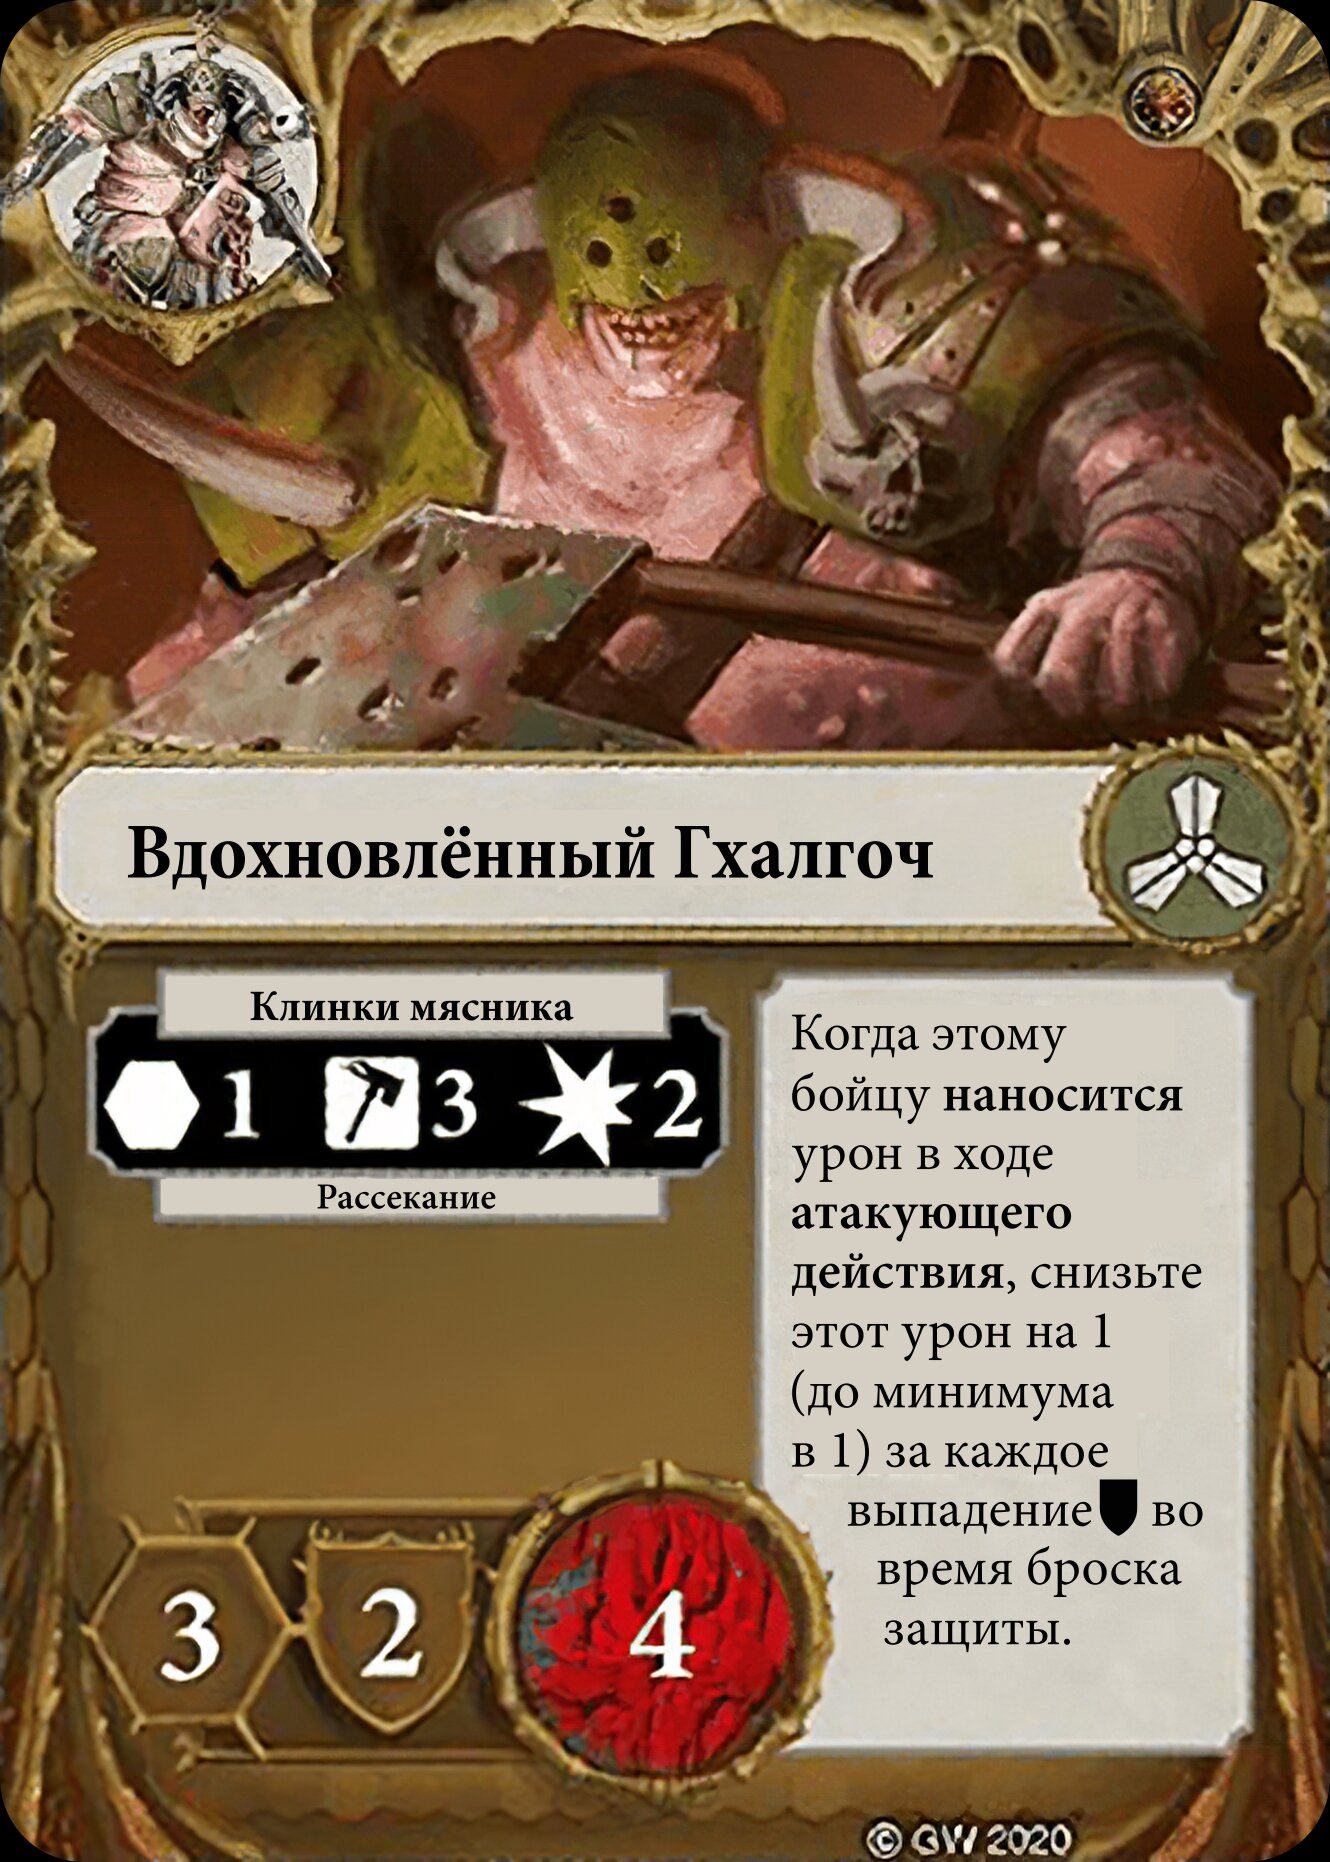 Вдохновлённый Гхалгоч
Клинки мясника
1 3 2
Рассекание
Когда этому
бойцу наносится
урон в ходе
атакующего
действия, снизьте
этот урон на 1
(до минимума
в 1) за каждое
выпадение во
время броска
защиты.
3 2 4
© GW 2020